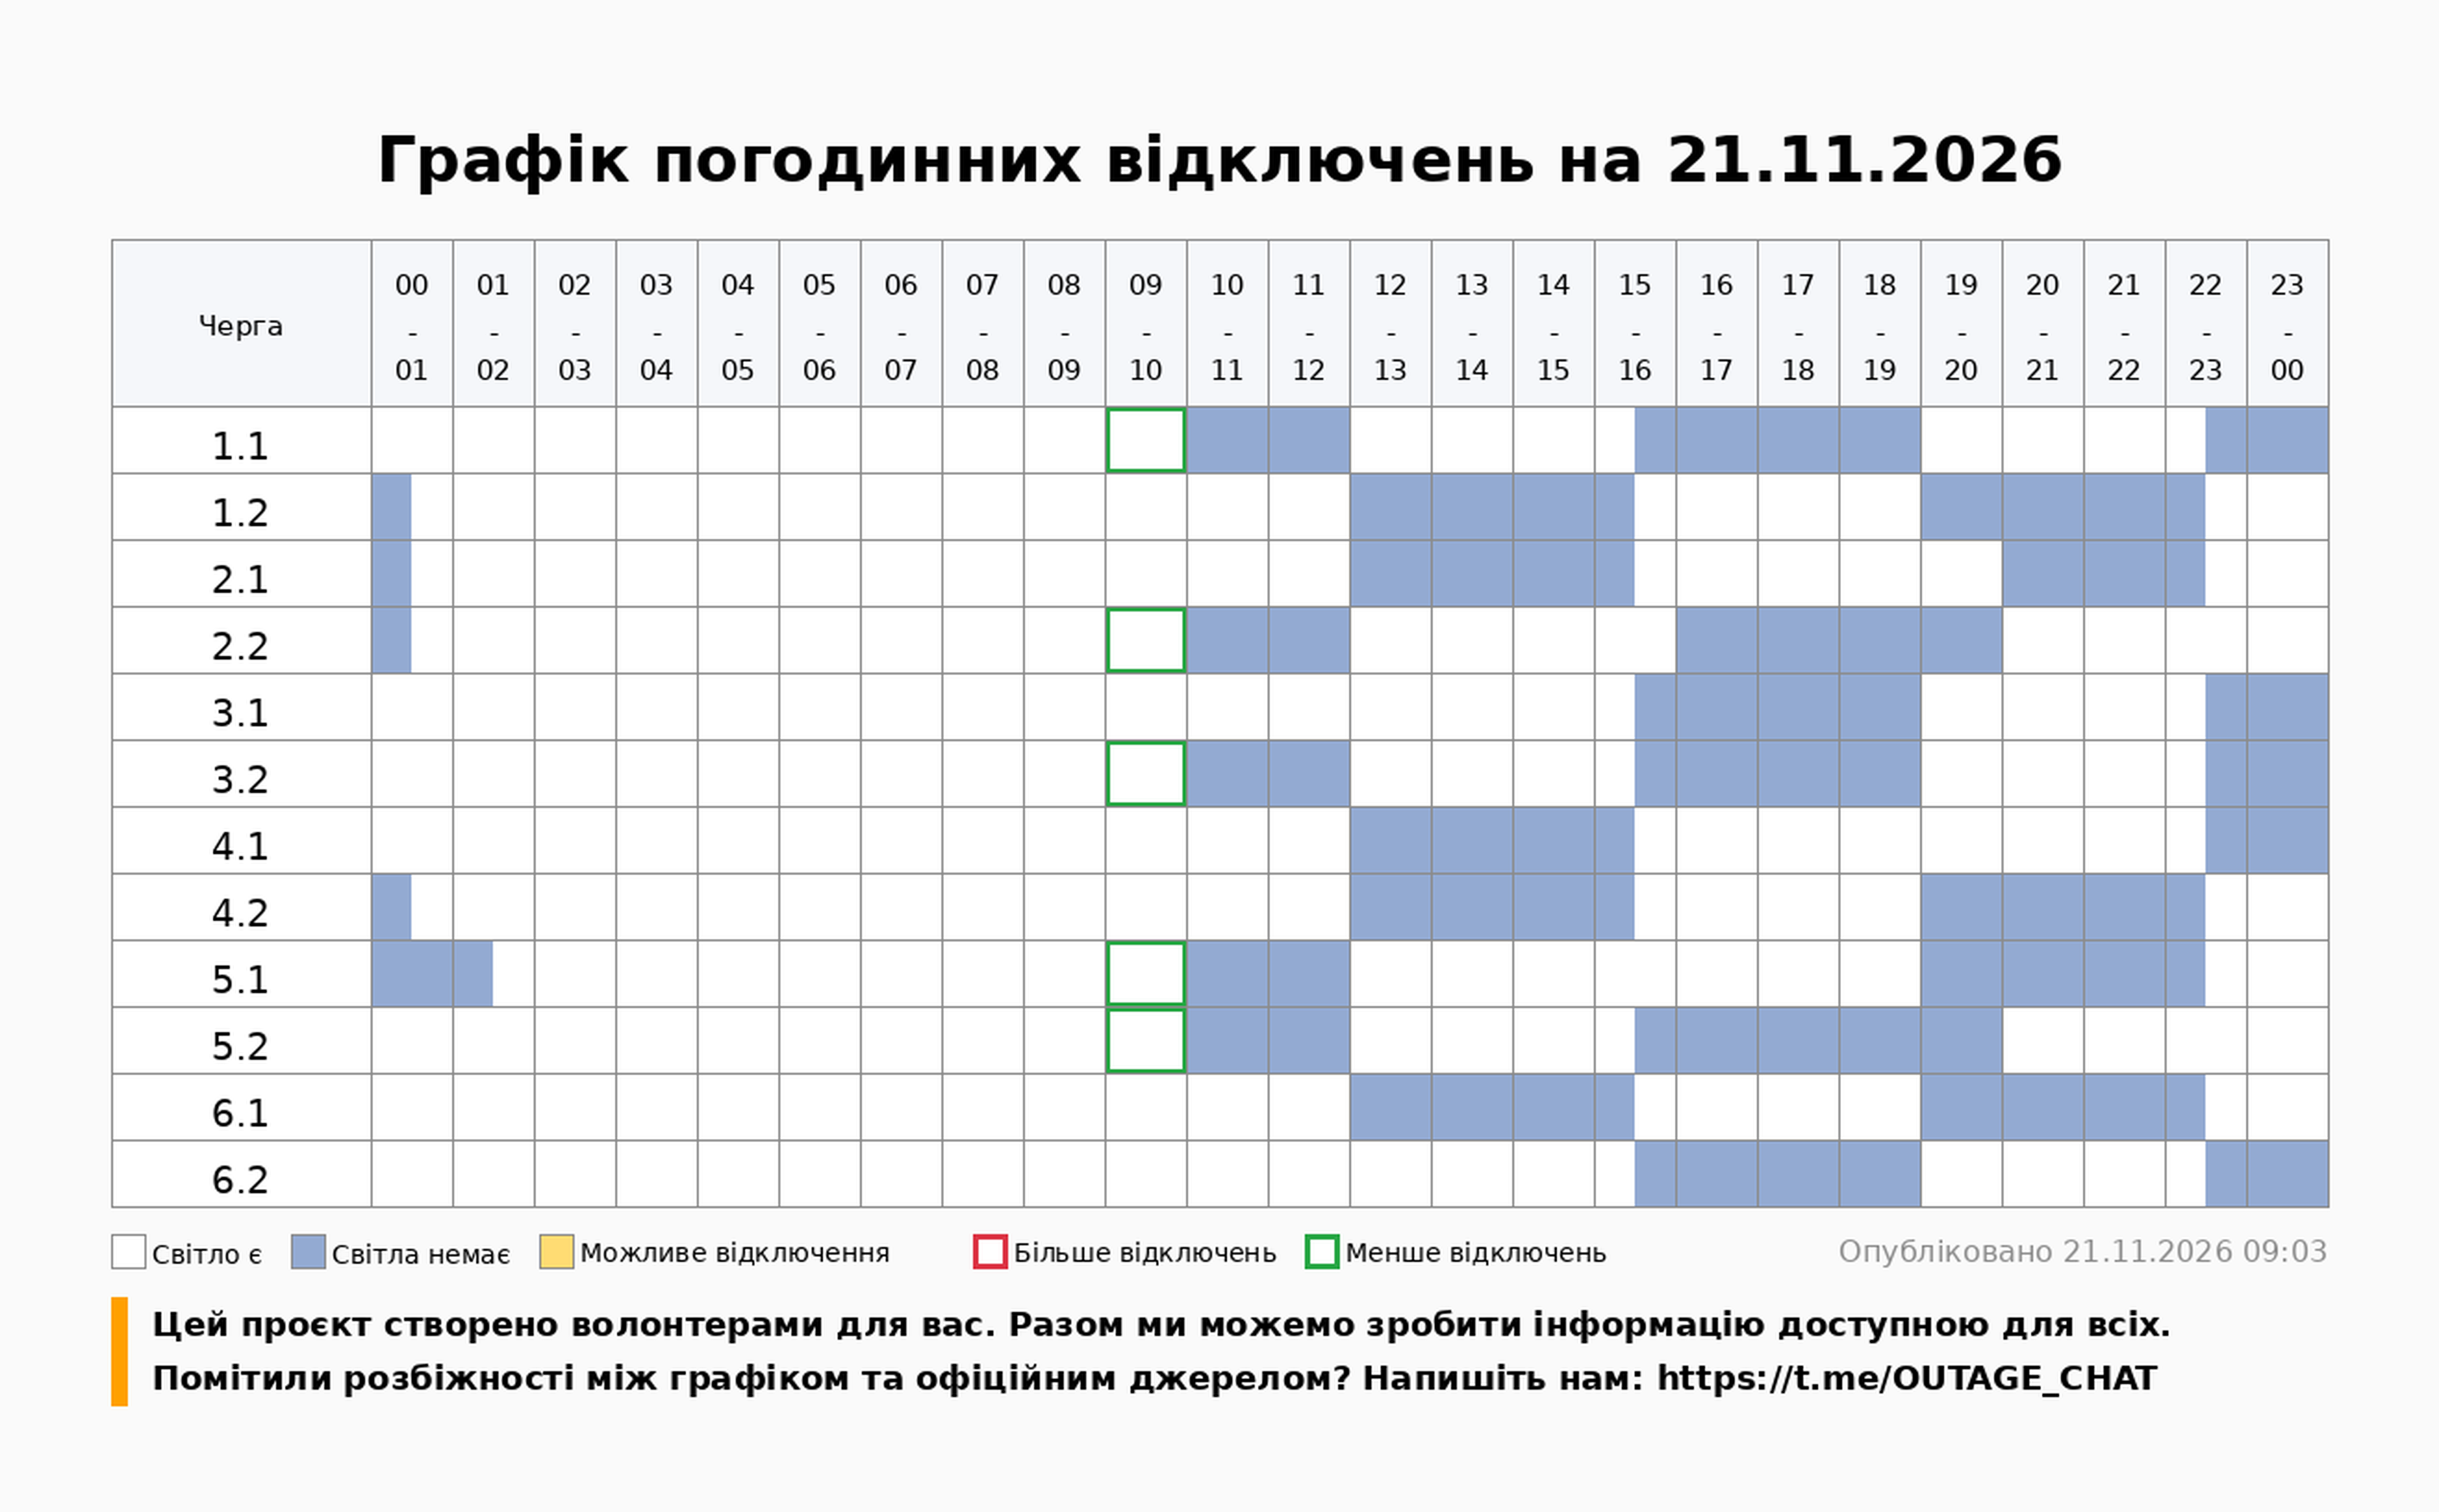 Графік погодинних відключень на 21.11.2026
Черга 00 - 01 01 - 02 02 - 03 03 - 04 04 - 05 05 - 06 06 - 07 07 - 08 08 - 09 09 - 10 10 - 11 11 - 12 12 - 13 13 - 14 14 - 15 15 - 16 16 - 17 17 - 18 18 - 19 19 - 20 20 - 21 21 - 22 22 - 23 23 - 00
1.1
1.2
2.1
2.2
3.1
3.2
4.1
4.2
5.1
5.2
6.1
6.2
Світло є Світла немає Можливе відключення Більше відключень Менше відключень Опубліковано 21.11.2026 09:03
Цей проєкт створено волонтерами для вас. Разом ми можемо зробити інформацію доступною для всіх.
Помітили розбіжності між графіком та офіційним джерелом? Напишіть нам: https://t.me/OUTAGE_CHAT